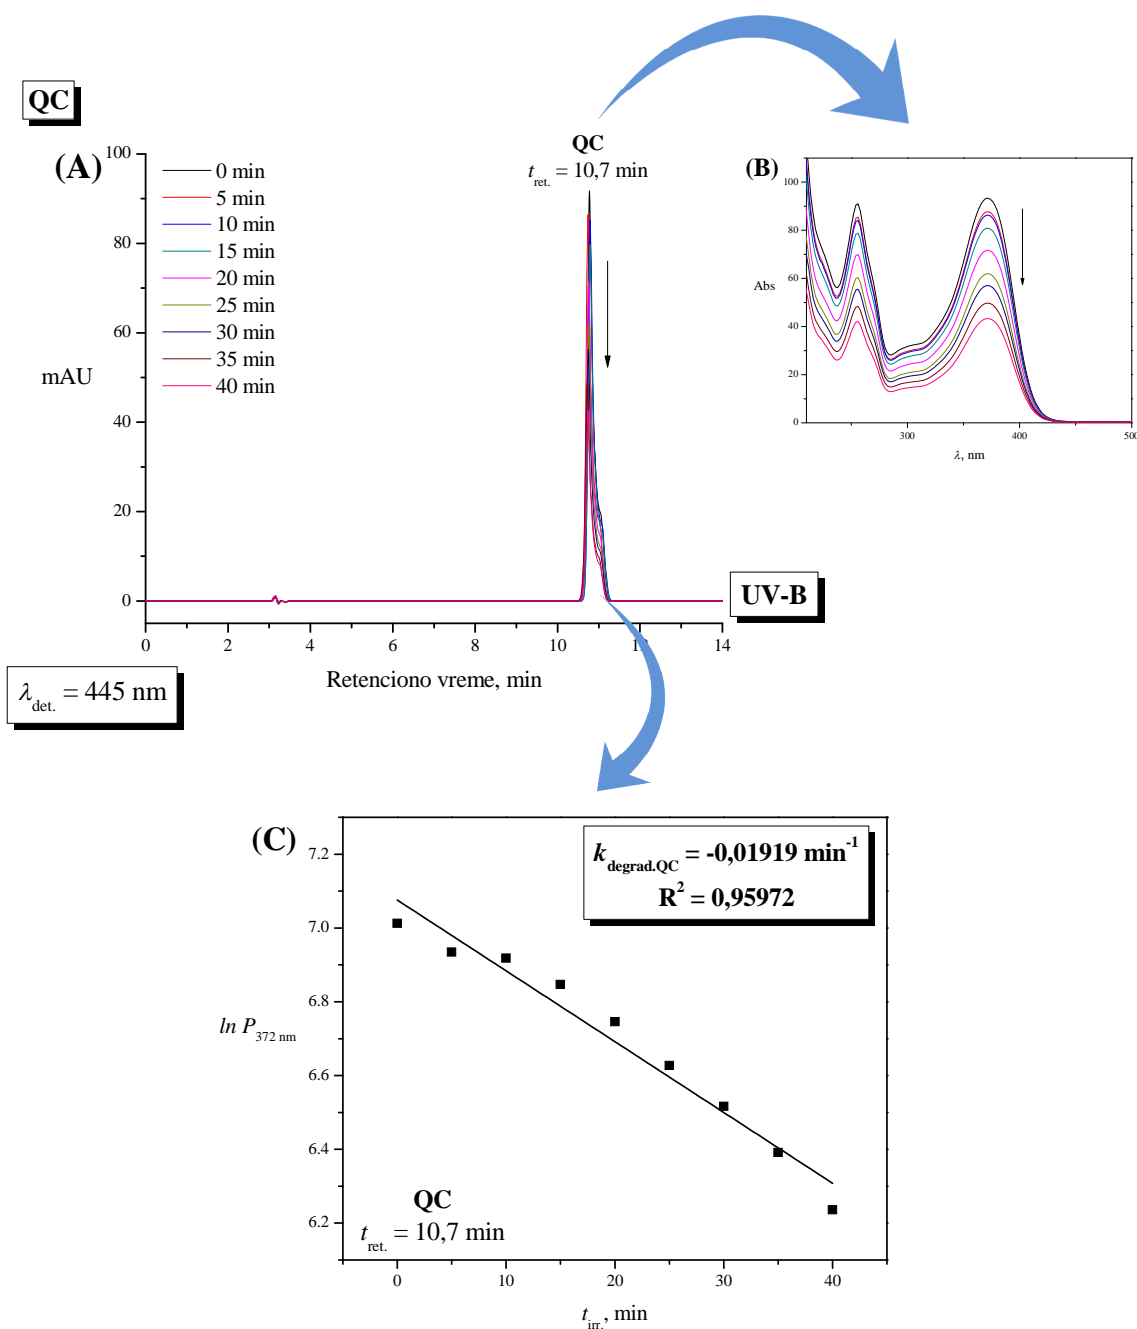 QC
(A)
100
80
60
40
20
0
mAU
0 min
5 min
10 min
15 min
20 min
25 min
30 min
35 min
40 min
QC
t ret. = 10,7 min
0 2 4 6 8 10 12 14
Retenciono vreme, min
UV-B
λ det. = 445 nm
(B)
100
80
60
40
20
0
Abs
300 400 500
λ, nm
(C)
k degrad.QC = -0,01919 min-1
R2 = 0,95972
7.2
7.0
6.8
6.6
6.4
6.2
ln P 372 nm
QC
t ret. = 10,7 min
0 10 20 30 40
t irr., min